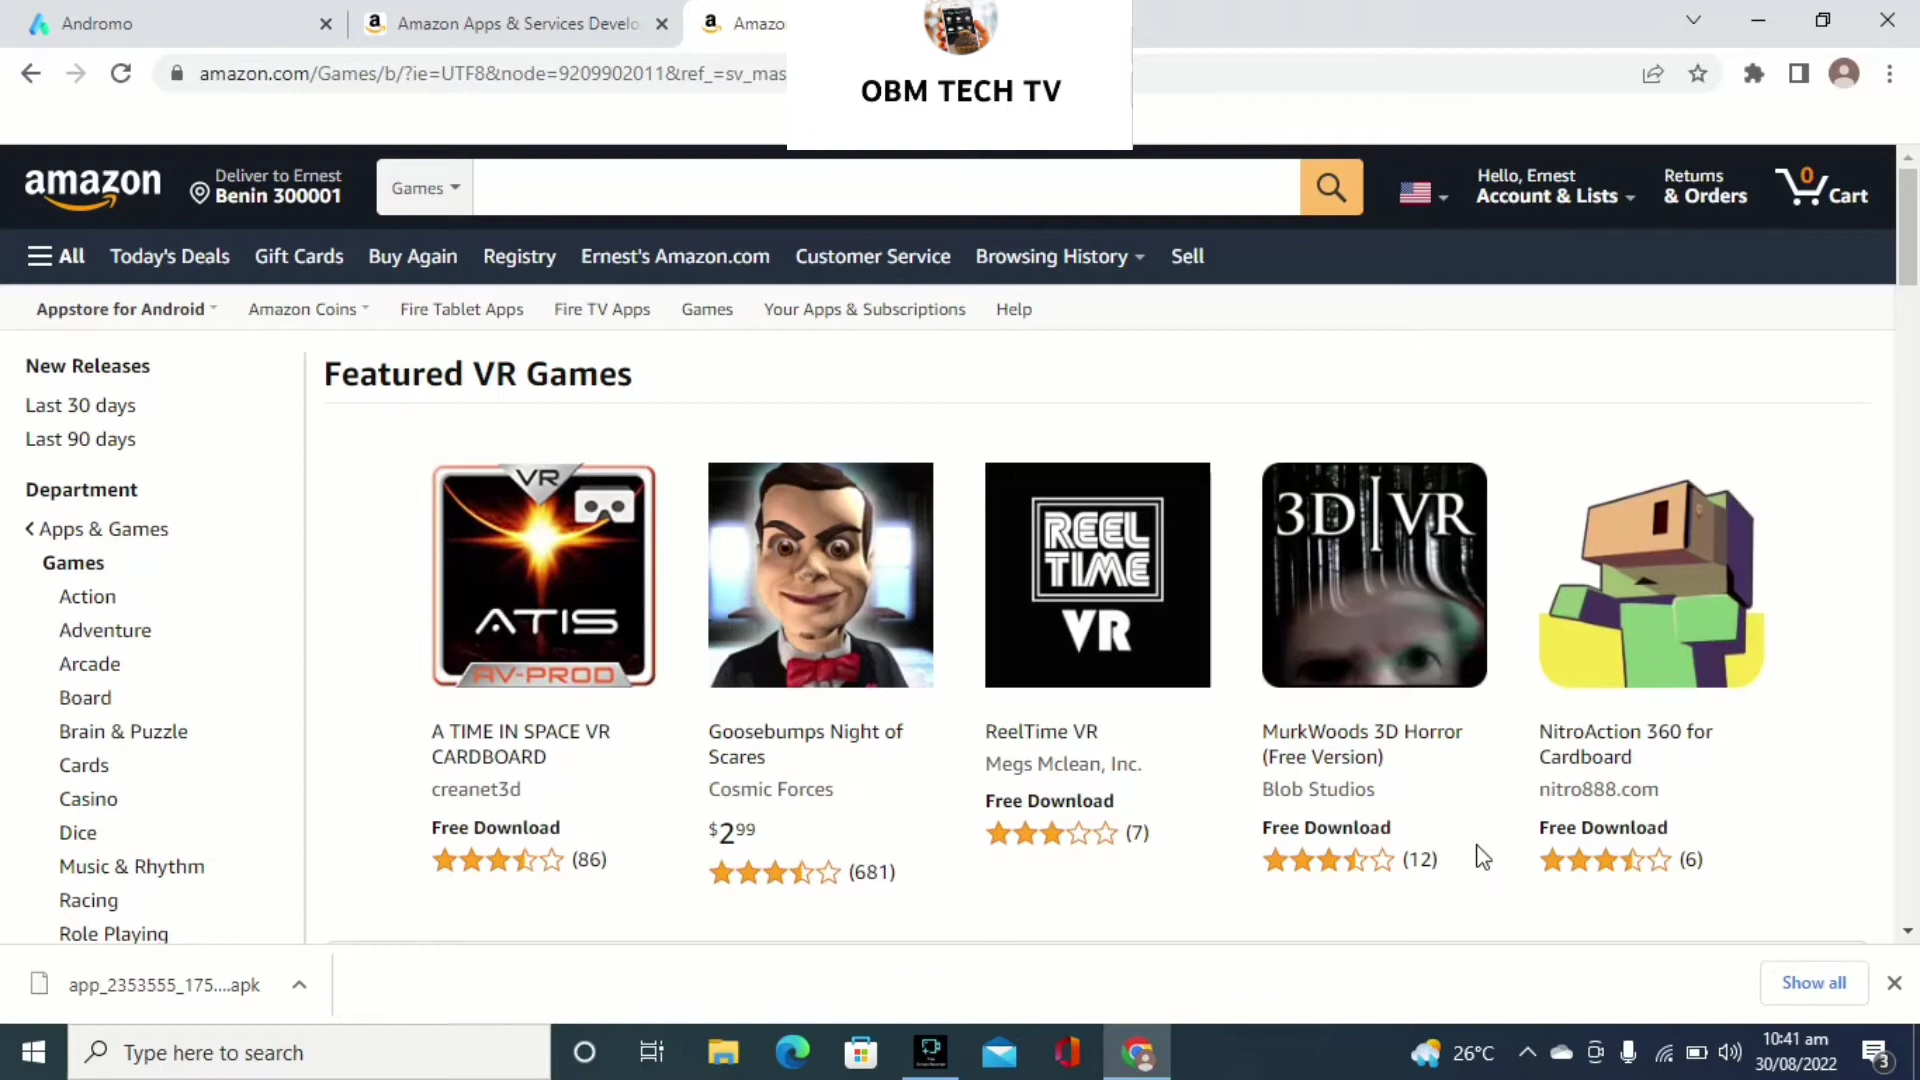 Andromo
Amazon Apps & Services Develo
Amazo
amazon.com/Games/b/?ie=UTF8&node=9209902011&ref_=sv_mas
OBM TECH TV
amazon
Deliver to Ernest
Benin 300001
Games
Hello, Ernest
Account & Lists
Returns
& Orders
0
Cart
All
Today's Deals
Gift Cards
Buy Again
Registry
Ernest's Amazon.com
Customer Service
Browsing History
Sell
Appstore for Android
Amazon Coins
Fire Tablet Apps
Fire TV Apps
Games
Your Apps & Subscriptions
Help
New Releases
Last 30 days
Last 90 days
Department
Apps & Games
Games
Action
Adventure
Arcade
Board
Brain & Puzzle
Cards
Casino
Dice
Music & Rhythm
Racing
Role Playing
Featured VR Games
VR
ATIS
AV-PROD
A TIME IN SPACE VR
CARDBOARD
creanet3d
Free Download
(86)
Goosebumps Night of
Scares
Cosmic Forces
$2.99
(681)
REEL
TIME
VR
ReelTime VR
Megs Mclean, Inc.
Free Download
(7)
3D|VR
MurkWoods 3D Horror
(Free Version)
Blob Studios
Free Download
(12)
NitroAction 360 for
Cardboard
nitro888.com
Free Download
(6)
app_2353555_175....apk
Show all
Type here to search
26°C
10:41 am
30/08/2022
3